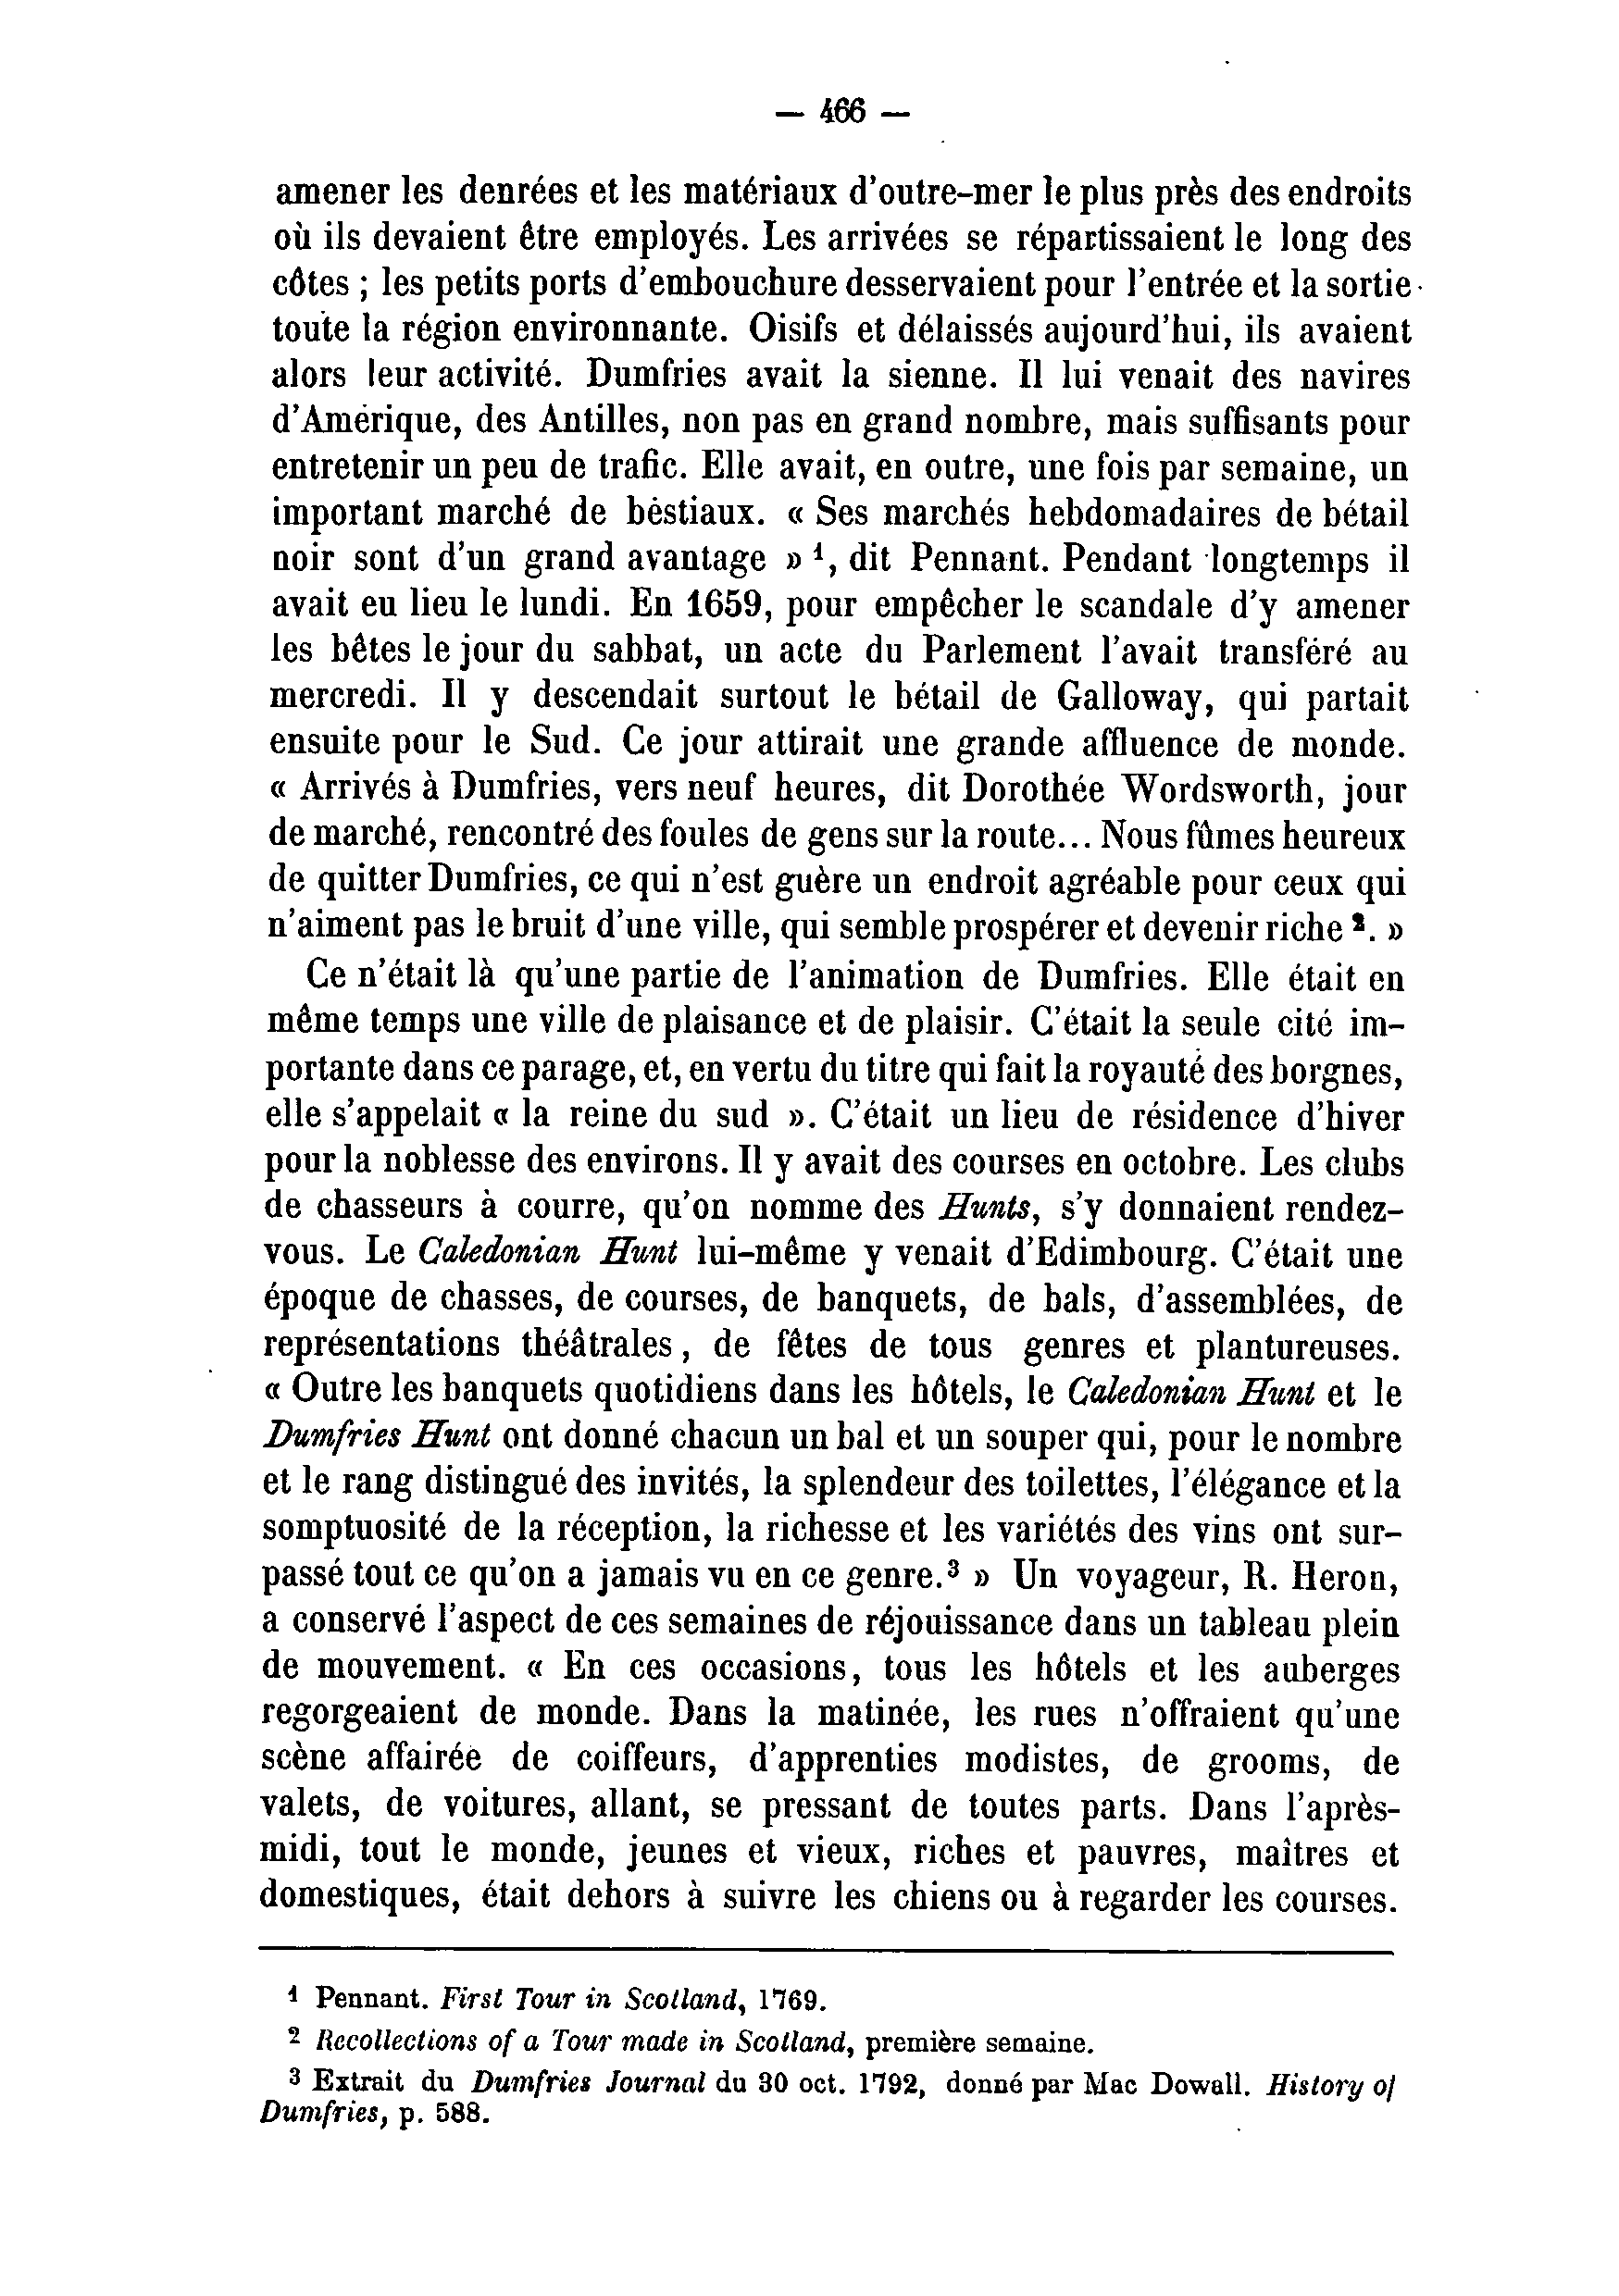 — 466 —
amener les denrées et les matériaux d'outre-mer le plus près des endroits
où ils devaient être employés. Les arrivées se répartissaient le long des
côtes ; les petits ports d'embouchure desservaient pour l'entrée et la sortie
toute la région environnante. Oisifs et délaissés aujourd'hui, ils avaient
alors leur activité. Dumfries avait la sienne. Il lui venait des navires
d'Amérique, des Antilles, non pas en grand nombre, mais suffisants pour
entretenir un peu de trafic. Elle avait, en outre, une fois par semaine, un
important marché de bestiaux. « Ses marchés hebdomadaires de bétail
noir sont d'un grand avantage » ¹, dit Pennant. Pendant longtemps il
avait eu lieu le lundi. En 1659, pour empêcher le scandale d'y amener
les bêtes le jour du sabbat, un acte du Parlement l'avait transféré au
mercredi. Il y descendait surtout le bétail de Galloway, qui partait
ensuite pour le Sud. Ce jour attirait une grande affluence de monde.
« Arrivés à Dumfries, vers neuf heures, dit Dorothée Wordsworth, jour
de marché, rencontré des foules de gens sur la route... Nous fûmes heureux
de quitter Dumfries, ce qui n'est guère un endroit agréable pour ceux qui
n'aiment pas le bruit d'une ville, qui semble prospérer et devenir riche ². »
Ce n'était là qu'une partie de l'animation de Dumfries. Elle était en
même temps une ville de plaisance et de plaisir. C'était la seule cité im-
portante dans ce parage, et, en vertu du titre qui fait la royauté des borgnes,
elle s'appelait « la reine du sud ». C'était un lieu de résidence d'hiver
pour la noblesse des environs. Il y avait des courses en octobre. Les clubs
de chasseurs à courre, qu'on nomme des Hunts, s'y donnaient rendez-
vous. Le Caledonian Hunt lui-même y venait d'Edimbourg. C'était une
époque de chasses, de courses, de banquets, de bals, d'assemblées, de
représentations théâtrales, de fêtes de tous genres et plantureuses.
« Outre les banquets quotidiens dans les hôtels, le Caledonian Hunt et le
Dumfries Hunt ont donné chacun un bal et un souper qui, pour le nombre
et le rang distingué des invités, la splendeur des toilettes, l'élégance et la
somptuosité de la réception, la richesse et les variétés des vins ont sur-
passé tout ce qu'on a jamais vu en ce genre.³ » Un voyageur, R. Heron,
a conservé l'aspect de ces semaines de réjouissance dans un tableau plein
de mouvement. « En ces occasions, tous les hôtels et les auberges
regorgeaient de monde. Dans la matinée, les rues n'offraient qu'une
scène affairée de coiffeurs, d'apprenties modistes, de grooms, de
valets, de voitures, allant, se pressant de toutes parts. Dans l'après-
midi, tout le monde, jeunes et vieux, riches et pauvres, maîtres et
domestiques, était dehors à suivre les chiens ou à regarder les courses.
¹ Pennant. First Tour in Scotland, 1769.
² Recollections of a Tour made in Scotland, première semaine.
³ Extrait du Dumfries Journal du 30 oct. 1792, donné par Mac Dowall. History of
Dumfries, p. 588.